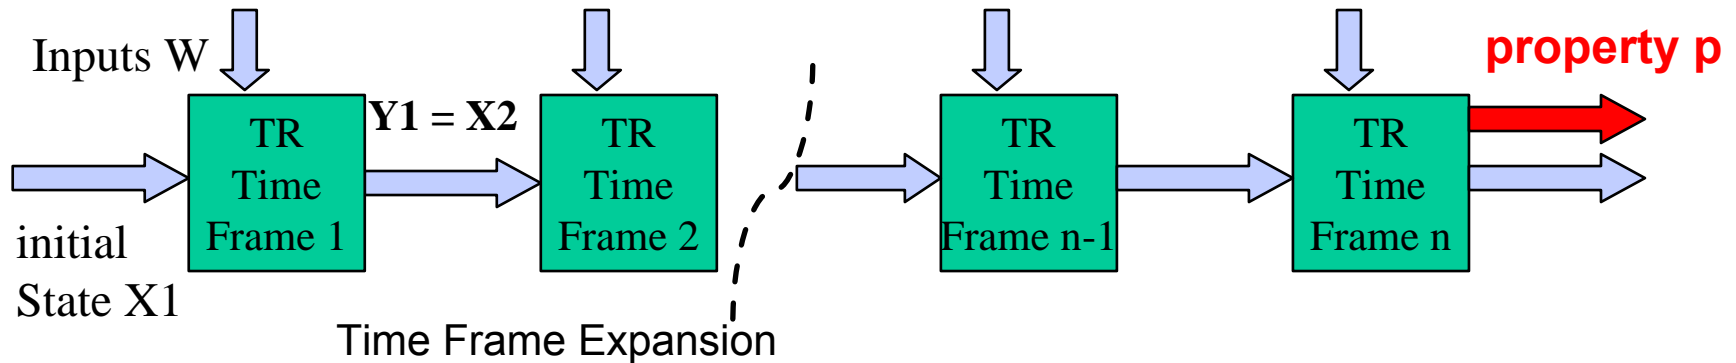 Inputs W
property p
TR
Time
Frame 1
Y1 = X2
TR
Time
Frame 2
TR
Time
Frame n-1
TR
Time
Frame n
initial
State X1
Time Frame Expansion